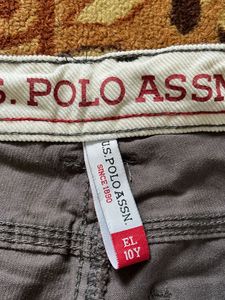 .S. POLO ASSN
U.S. POLO ASSN.
SINCE 1890
EL
10Y